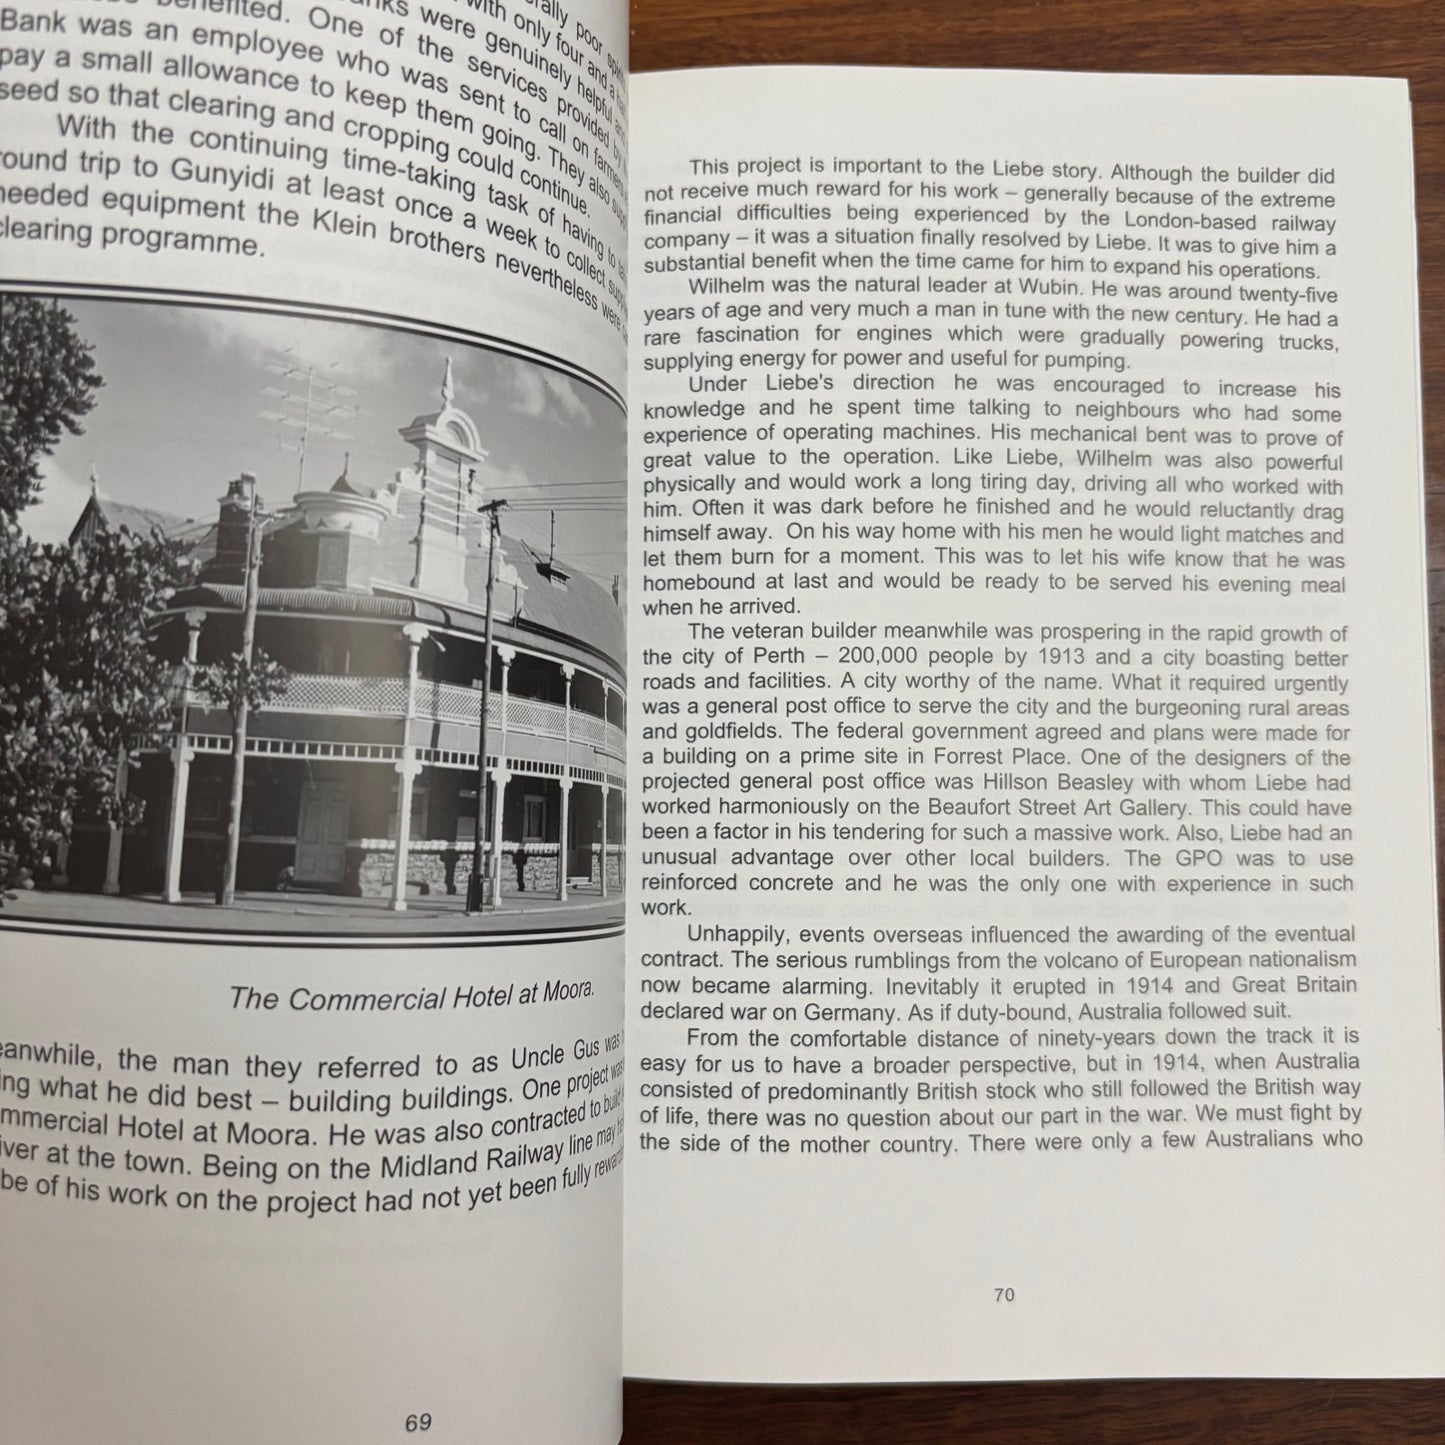 benefited. One of the services provided by
Bank was an employee who was sent to call on farmers
pay a small allowance to keep them going. They also
seed so that clearing and cropping could continue.
With the continuing time-taking task of having to
round trip to Gunyidi at least once a week to collect
needed equipment the Klein brothers nevertheless were
clearing programme.
The Commercial Hotel at Moora.
the man they referred to as Uncle Gus was
what he did best – building buildings. One project was
Hotel at Moora. He was also contracted to build
at the town. Being on the Midland Railway line may
be of his work on the project had not yet been fully
69
This project is important to the Liebe story. Although the builder did
not receive much reward for his work – generally because of the extreme
financial difficulties being experienced by the London-based railway
company – it was a situation finally resolved by Liebe. It was to give him a
substantial benefit when the time came for him to expand his operations.
Wilhelm was the natural leader at Wubin. He was around twenty-five
years of age and very much a man in tune with the new century. He had a
rare fascination for engines which were gradually powering trucks,
supplying energy for power and useful for pumping.
Under Liebe's direction he was encouraged to increase his
knowledge and he spent time talking to neighbours who had some
experience of operating machines. His mechanical bent was to prove of
great value to the operation. Like Liebe, Wilhelm was also powerful
physically and would work a long tiring day, driving all who worked with
him. Often it was dark before he finished and he would reluctantly drag
himself away. On his way home with his men he would light matches and
let them burn for a moment. This was to let his wife know that he was
homebound at last and would be ready to be served his evening meal
when he arrived.
The veteran builder meanwhile was prospering in the rapid growth of
the city of Perth – 200,000 people by 1913 and a city boasting better
roads and facilities. A city worthy of the name. What it required urgently
was a general post office to serve the city and the burgeoning rural areas
and goldfields. The federal government agreed and plans were made for
a building on a prime site in Forrest Place. One of the designers of the
projected general post office was Hillson Beasley with whom Liebe had
worked harmoniously on the Beaufort Street Art Gallery. This could have
been a factor in his tendering for such a massive work. Also, Liebe had an
unusual advantage over other local builders. The GPO was to use
reinforced concrete and he was the only one with experience in such
work.
Unhappily, events overseas influenced the awarding of the eventual
contract. The serious rumblings from the volcano of European nationalism
now became alarming. Inevitably it erupted in 1914 and Great Britain
declared war on Germany. As if duty-bound, Australia followed suit.
From the comfortable distance of ninety-years down the track it is
easy for us to have a broader perspective, but in 1914, when Australia
consisted of predominantly British stock who still followed the British way
of life, there was no question about our part in the war. We must fight by
the side of the mother country. There were only a few Australians who
70